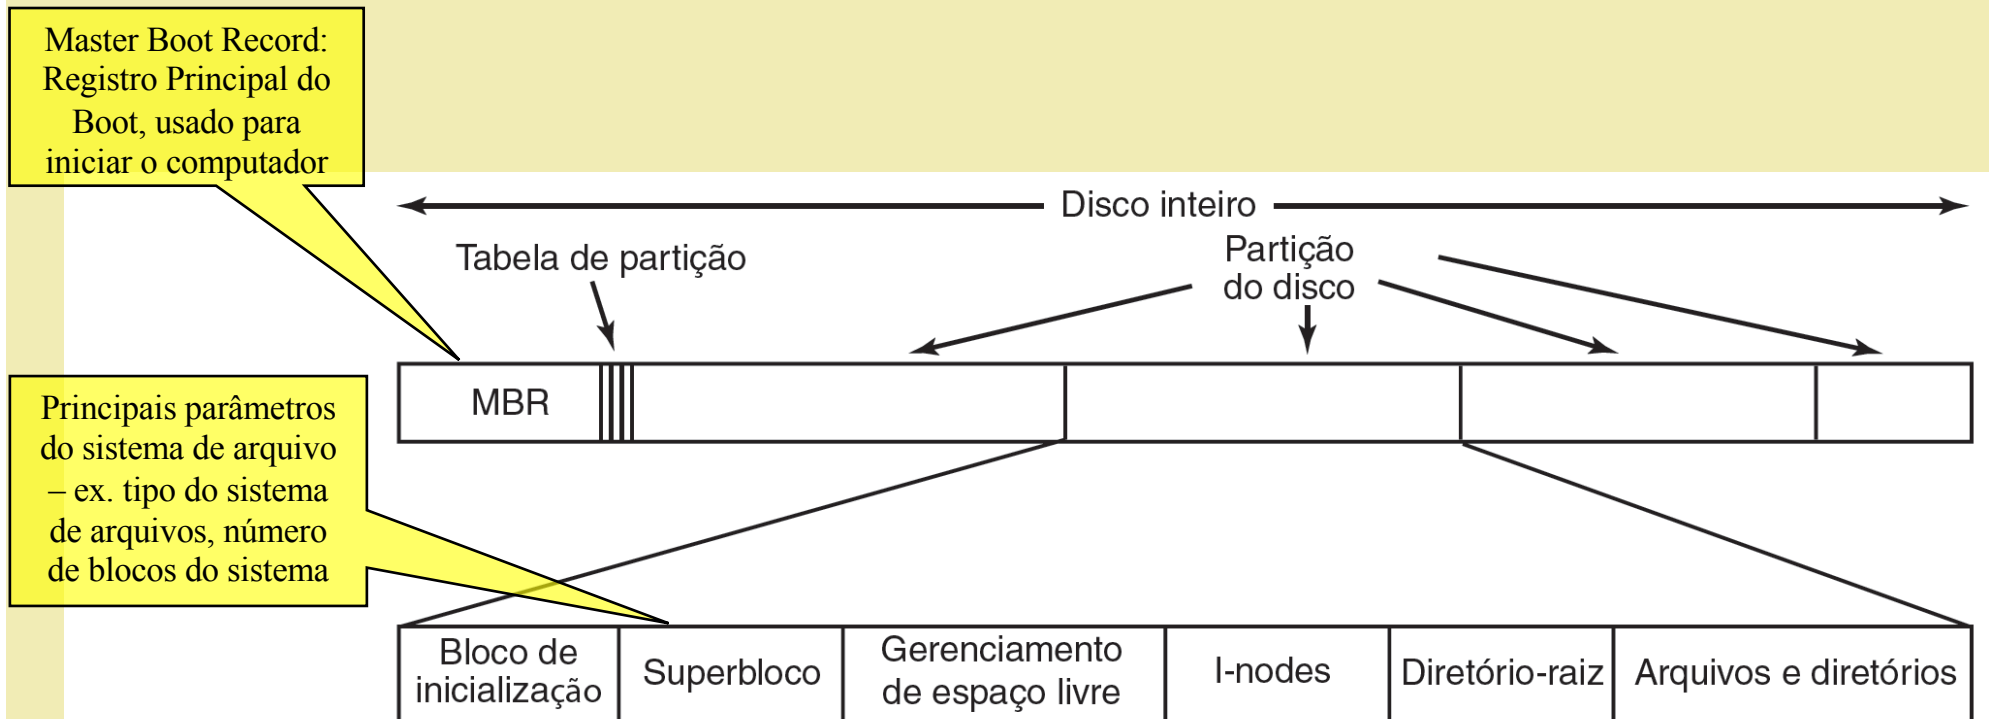 Master Boot Record:
Registro Principal do
Boot, usado para
iniciar o computador
Disco inteiro
Tabela de partição
Partição
do disco
MBR
Principais parâmetros
do sistema de arquivo
– ex. tipo do sistema
de arquivos, número
de blocos do sistema
Bloco de
inicialização
Superbloco
Gerenciamento
de espaço livre
I-nodes
Diretório-raiz
Arquivos e diretórios